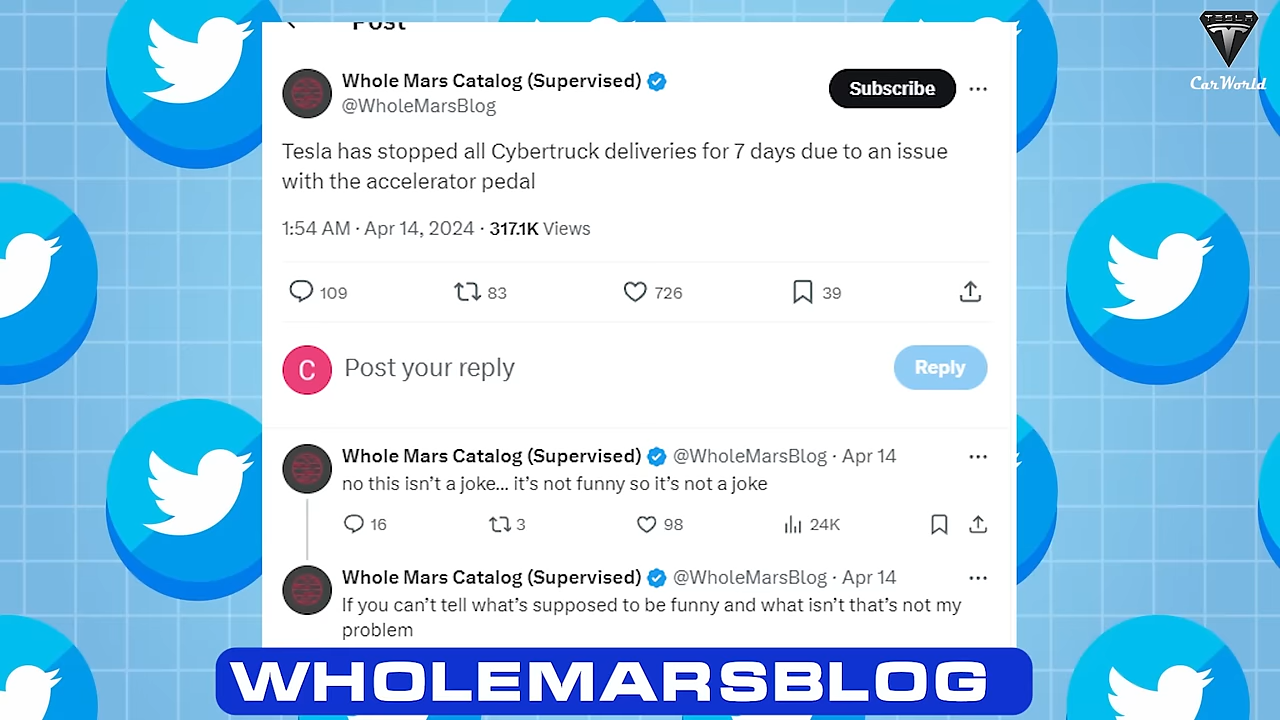 Post
TESLA
CarWorld
Whole Mars Catalog (Supervised)
@WholeMarsBlog
Subscribe
Tesla has stopped all Cybertruck deliveries for 7 days due to an issue
with the accelerator pedal
1:54 AM · Apr 14, 2024 · 317.1K Views
109 83 726 39
C
Post your reply
Reply
Whole Mars Catalog (Supervised) @WholeMarsBlog · Apr 14
no this isn't a joke... it's not funny so it's not a joke
16 3 98 24K
Whole Mars Catalog (Supervised) @WholeMarsBlog · Apr 14
If you can't tell what's supposed to be funny and what isn't that's not my
problem
WHOLEMARSBLOG